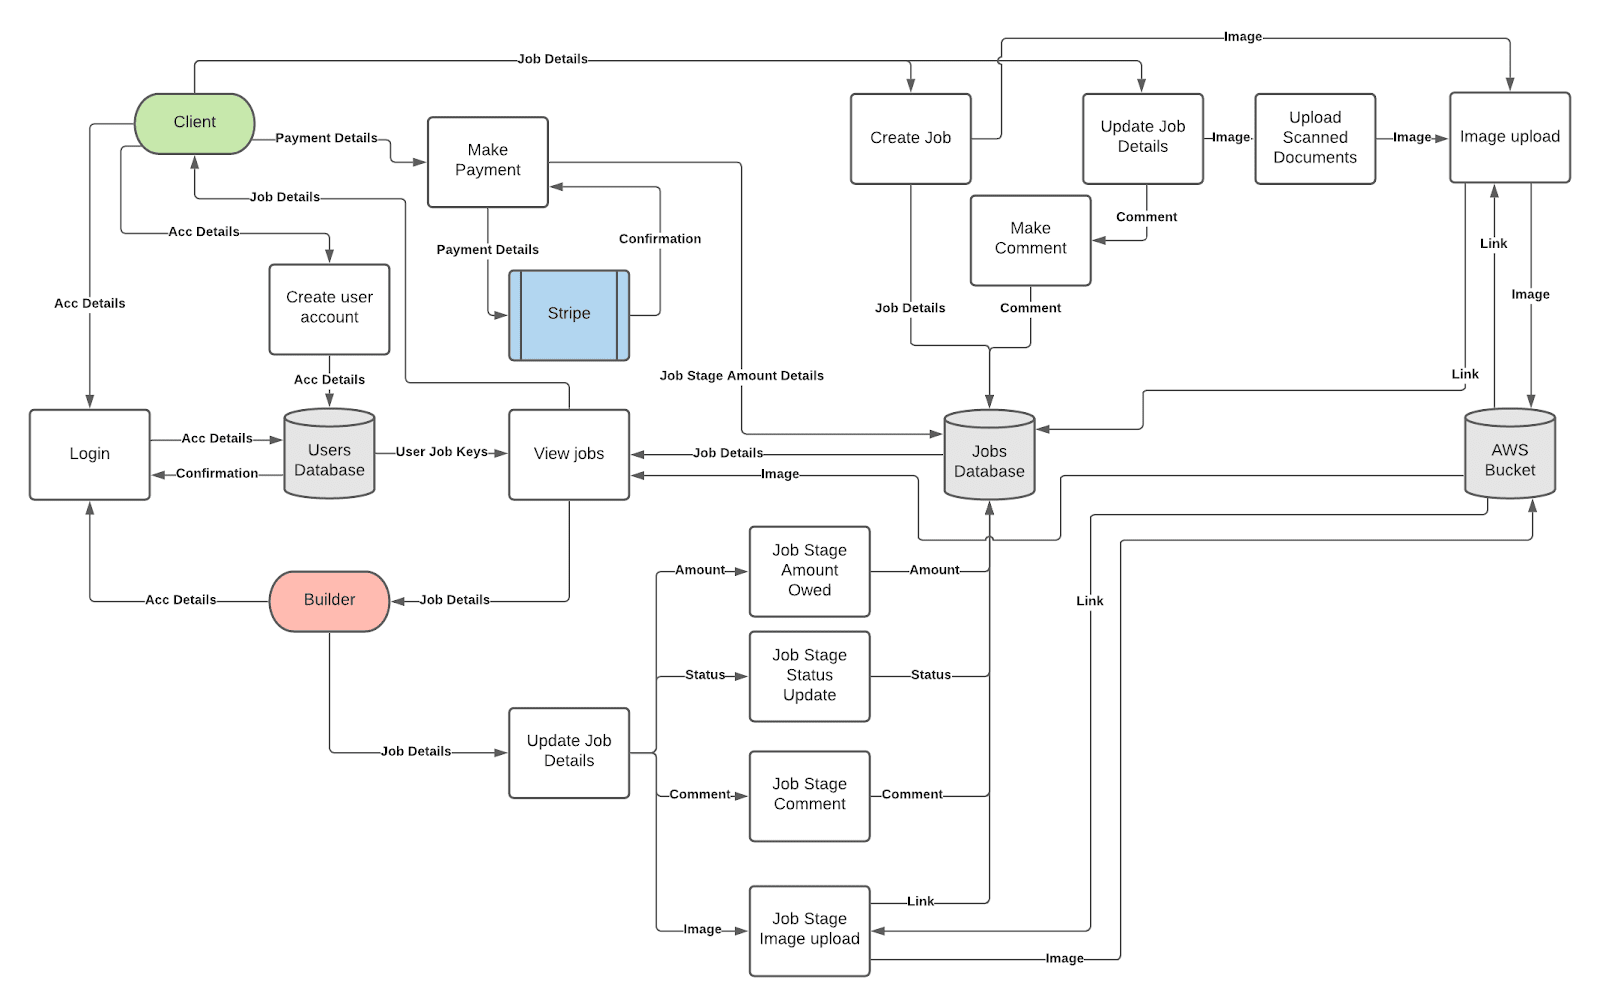 Image
Job Details
Client
Payment Details
Make
Payment
Create Job
Update Job
Details
Image
Upload
Scanned
Documents
Image
Image upload
Job Details
Acc Details
Payment Details
Confirmation
Make
Comment
Comment
Link
Image
Acc Details
Create user
account
Stripe
Job Details
Comment
Acc Details
Job Stage Amount Details
Link
Login
Acc Details
Confirmation
Users
Database
User Job Keys
View jobs
Job Details
Image
Jobs
Database
AWS
Bucket
Acc Details
Builder
Job Details
Amount
Job Stage
Amount
Owed
Amount
Link
Status
Job Stage
Status
Update
Status
Job Details
Update Job
Details
Comment
Job Stage
Comment
Comment
Image
Job Stage
Image upload
Link
Image